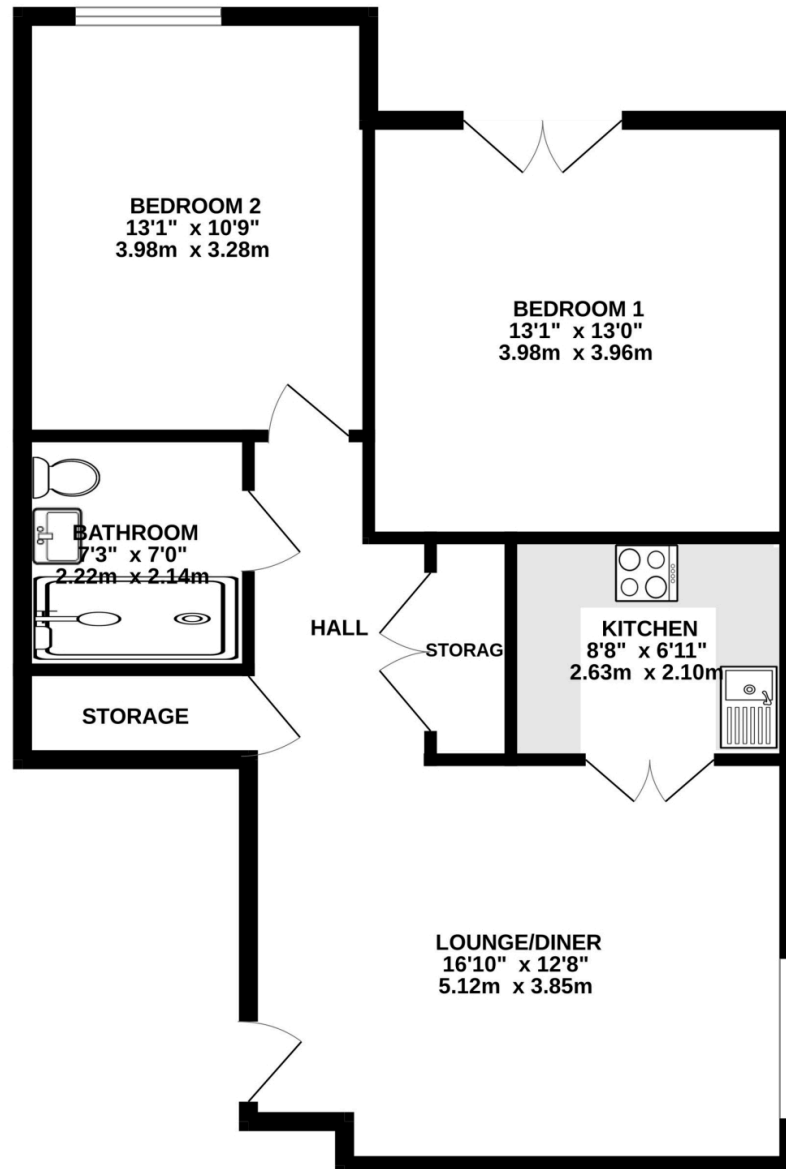 BEDROOM 2
13'1" x 10'9"
3.98m x 3.28m
BEDROOM 1
13'1" x 13'0"
3.98m x 3.96m
BATHROOM
7'3" x 7'0"
2.22m x 2.14m
HALL
STORAG
KITCHEN
8'8" x 6'11"
2.63m x 2.10m
STORAGE
LOUNGE/DINER
16'10" x 12'8"
5.12m x 3.85m